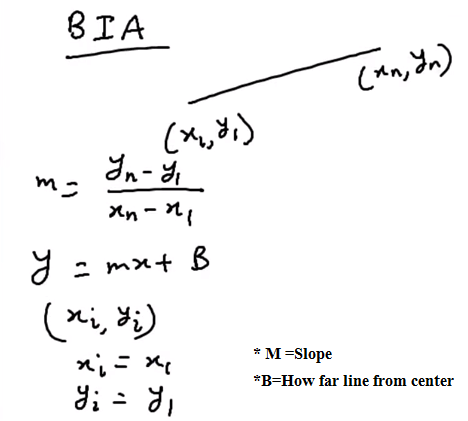 BIA
(xₙ, yₙ)
(x₁, y₁)
m = (yₙ - y₁) / (xₙ - x₁)
y = mx + B
(xᵢ, yᵢ)
xᵢ = x₁
yᵢ = y₁
* M =Slope
*B=How far line from center